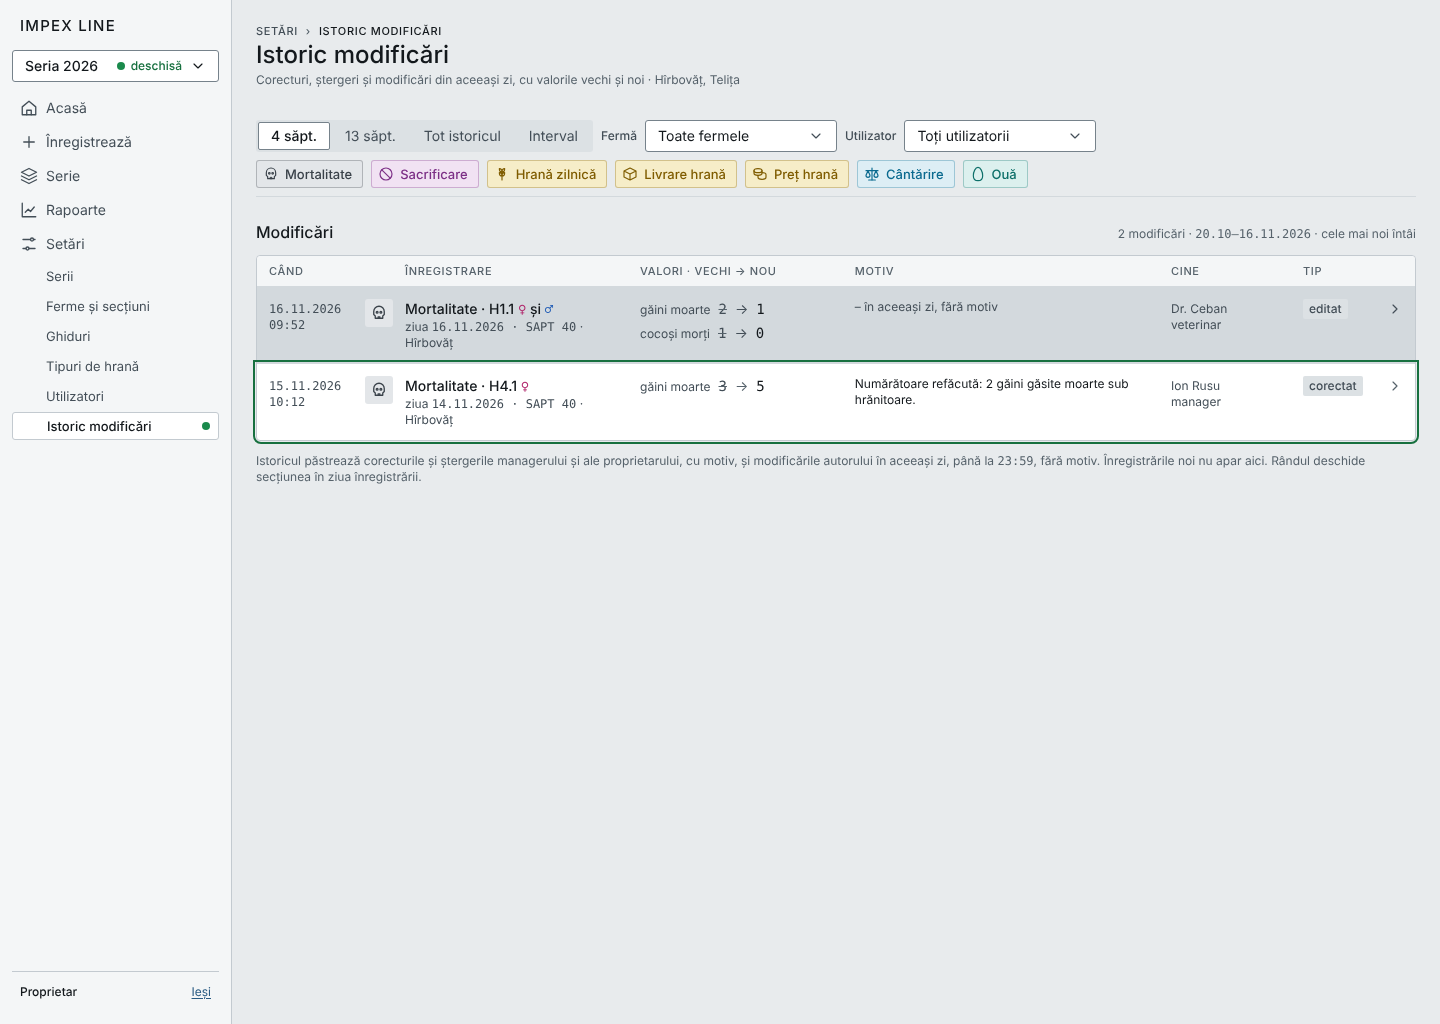 IMPEX LINE
Seria 2026 deschisă
Acasă
Înregistrează
Serie
Rapoarte
Setări
Serii
Ferme și secțiuni
Ghiduri
Tipuri de hrană
Utilizatori
Istoric modificări
Proprietar Ieși
SETĂRI › ISTORIC MODIFICĂRI
Istoric modificări
Corecturi, ștergeri și modificări din aceeași zi, cu valorile vechi și noi · Hîrbovăț, Telița
4 săpt. 13 săpt. Tot istoricul Interval Fermă Toate fermele Utilizator Toți utilizatorii
Mortalitate Sacrificare Hrană zilnică Livrare hrană Preț hrană Cântărire Ouă
Modificări 2 modificări · 20.10–16.11.2026 · cele mai noi întâi
CÂND ÎNREGISTRARE VALORI · VECHI → NOU MOTIV CINE TIP
16.11.2026
09:52
Mortalitate · H1.1 ♀ și ♂
ziua 16.11.2026 · SAPT 40 ·
Hîrbovăț
găini moarte 2 → 1
cocoși morți 1 → 0
– în aceeași zi, fără motiv
Dr. Ceban
veterinar
editat
15.11.2026
10:12
Mortalitate · H4.1 ♀
ziua 14.11.2026 · SAPT 40 ·
Hîrbovăț
găini moarte 3 → 5
Numărătoare refăcută: 2 găini găsite moarte sub
hrănitoare.
Ion Rusu
manager
corectat
Istoricul păstrează corecturile și ștergerile managerului și ale proprietarului, cu motiv, și modificările autorului în aceeași zi, până la 23:59, fără motiv. Înregistrările noi nu apar aici. Rândul deschide
secțiunea în ziua înregistrării.